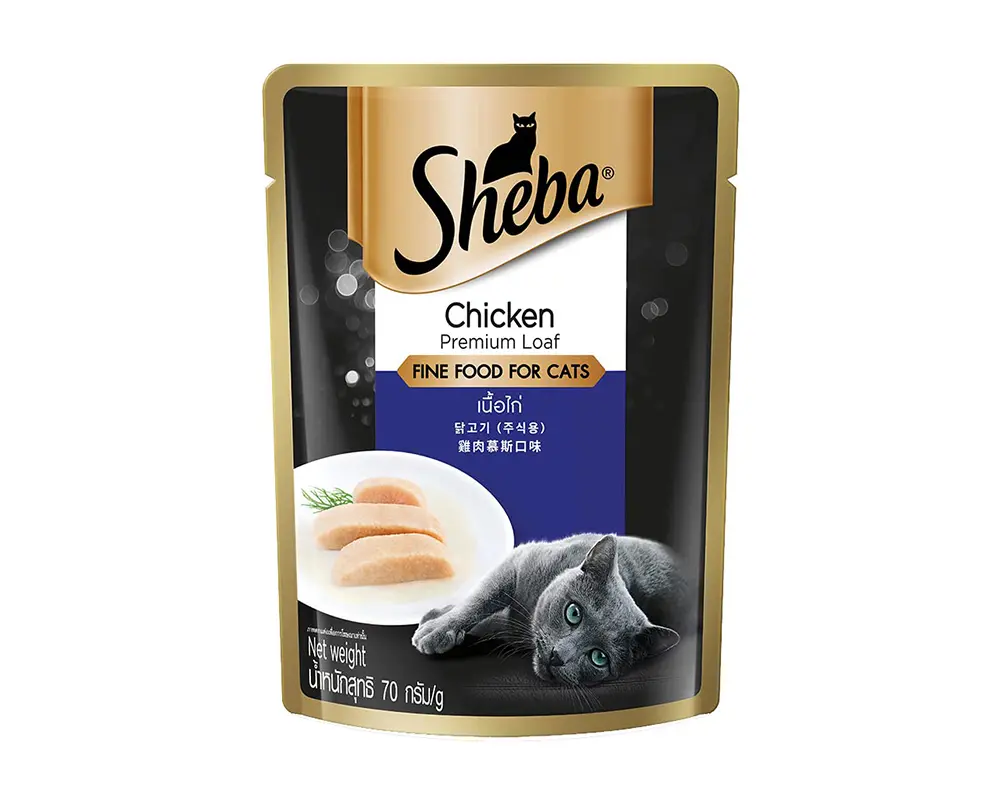 Sheba®
Chicken
Premium Loaf
FINE FOOD FOR CATS
เนื้อไก่
닭고기 (주식용)
雞肉慕斯口味
Net weight
น้ำหนักสุทธิ 70 กรัม/g